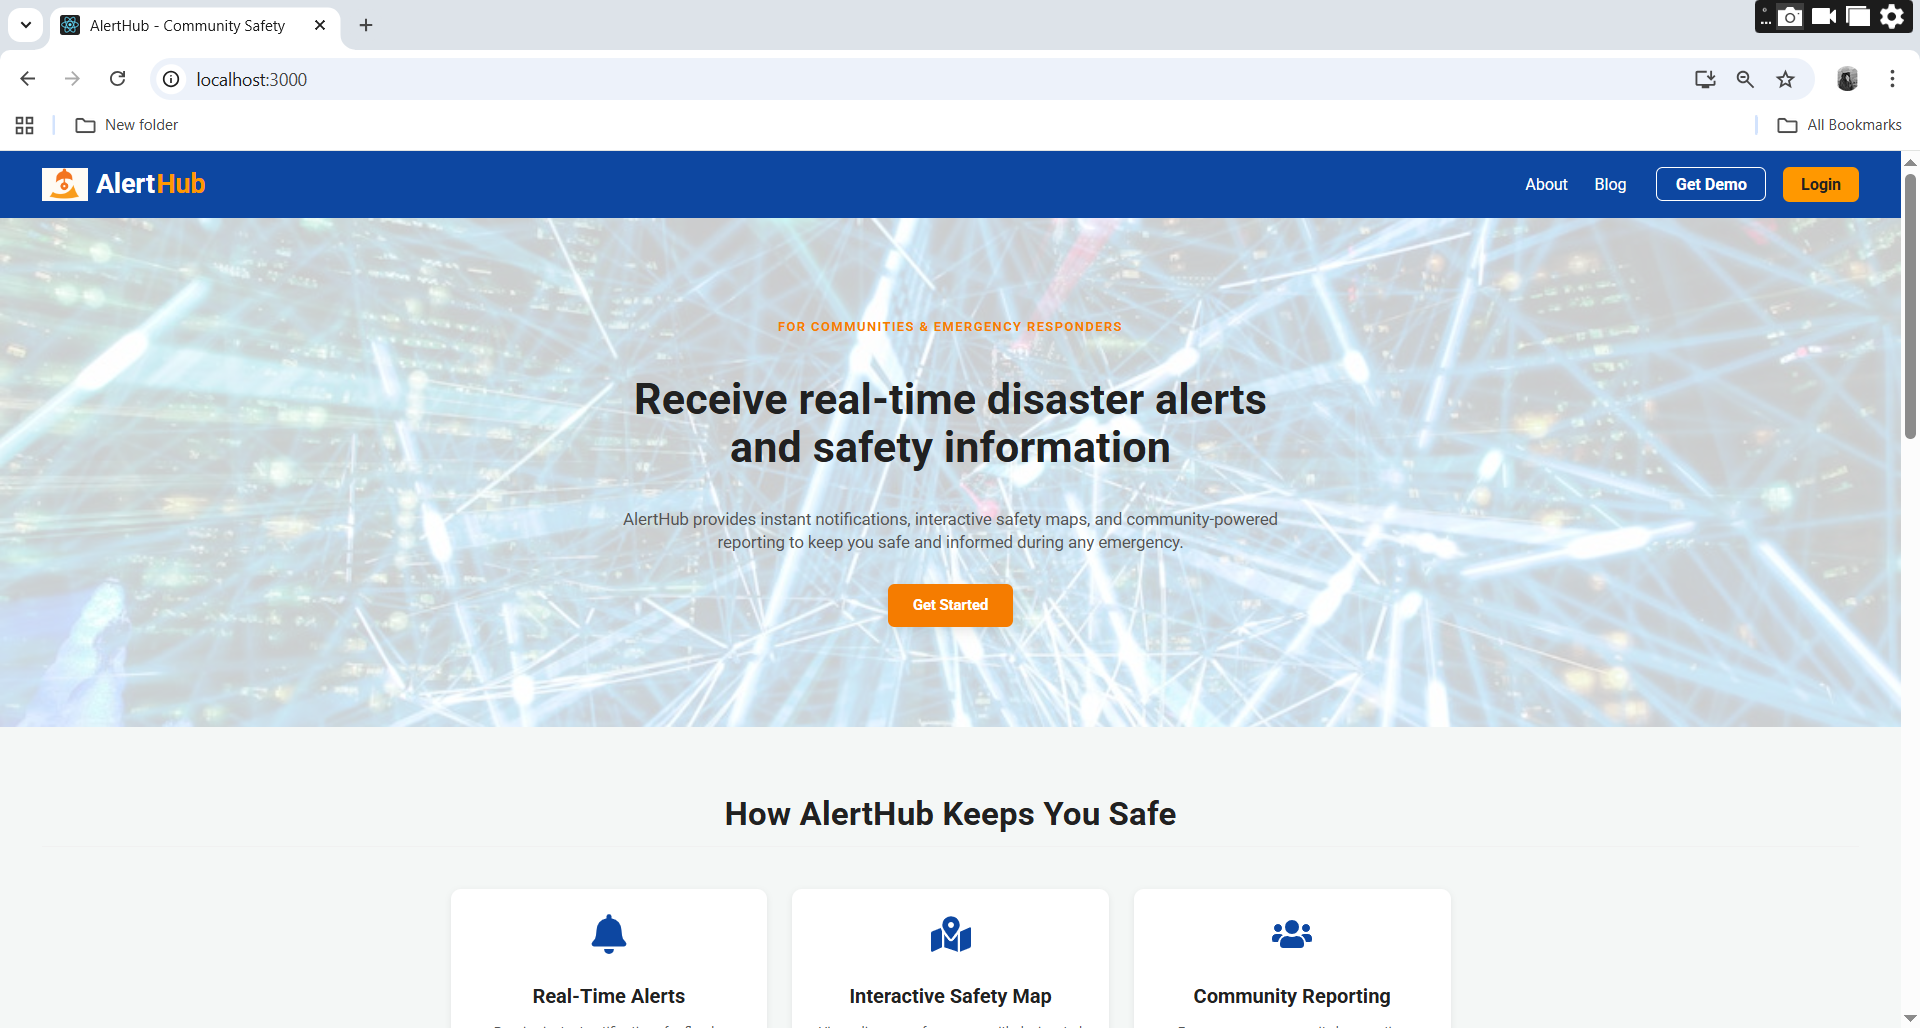 AlertHub - Community Safety
localhost:3000
New folder
All Bookmarks
AlertHub
About
Blog
Get Demo
Login
FOR COMMUNITIES & EMERGENCY RESPONDERS
Receive real-time disaster alerts
and safety information
AlertHub provides instant notifications, interactive safety maps, and community-powered
reporting to keep you safe and informed during any emergency.
Get Started
How AlertHub Keeps You Safe
Real-Time Alerts
Interactive Safety Map
Community Reporting